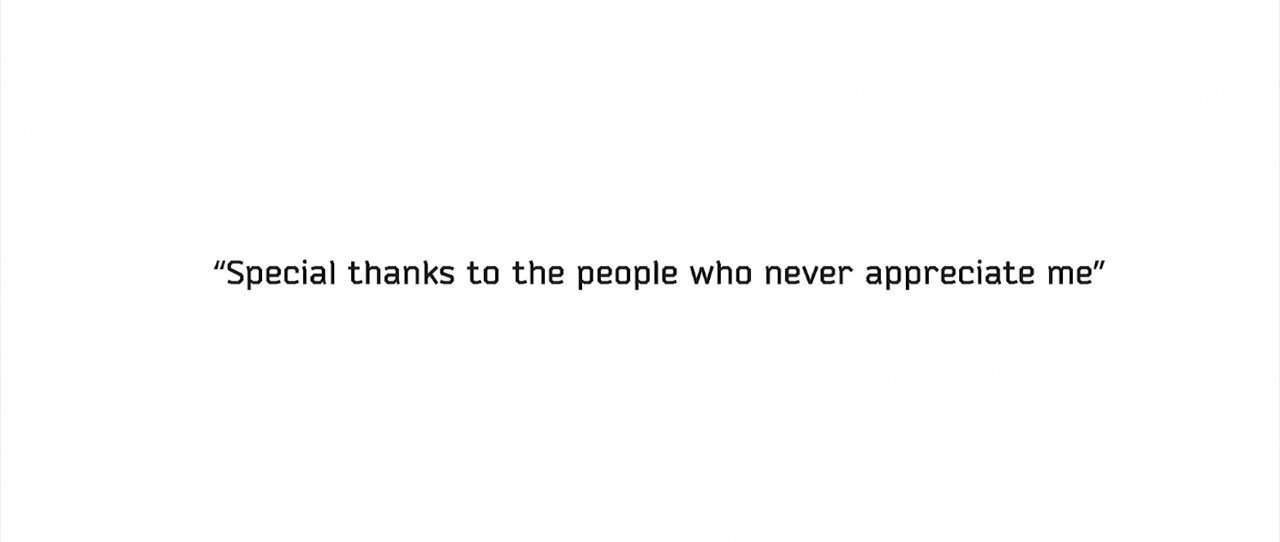 “Special thanks to the people who never appreciate me”